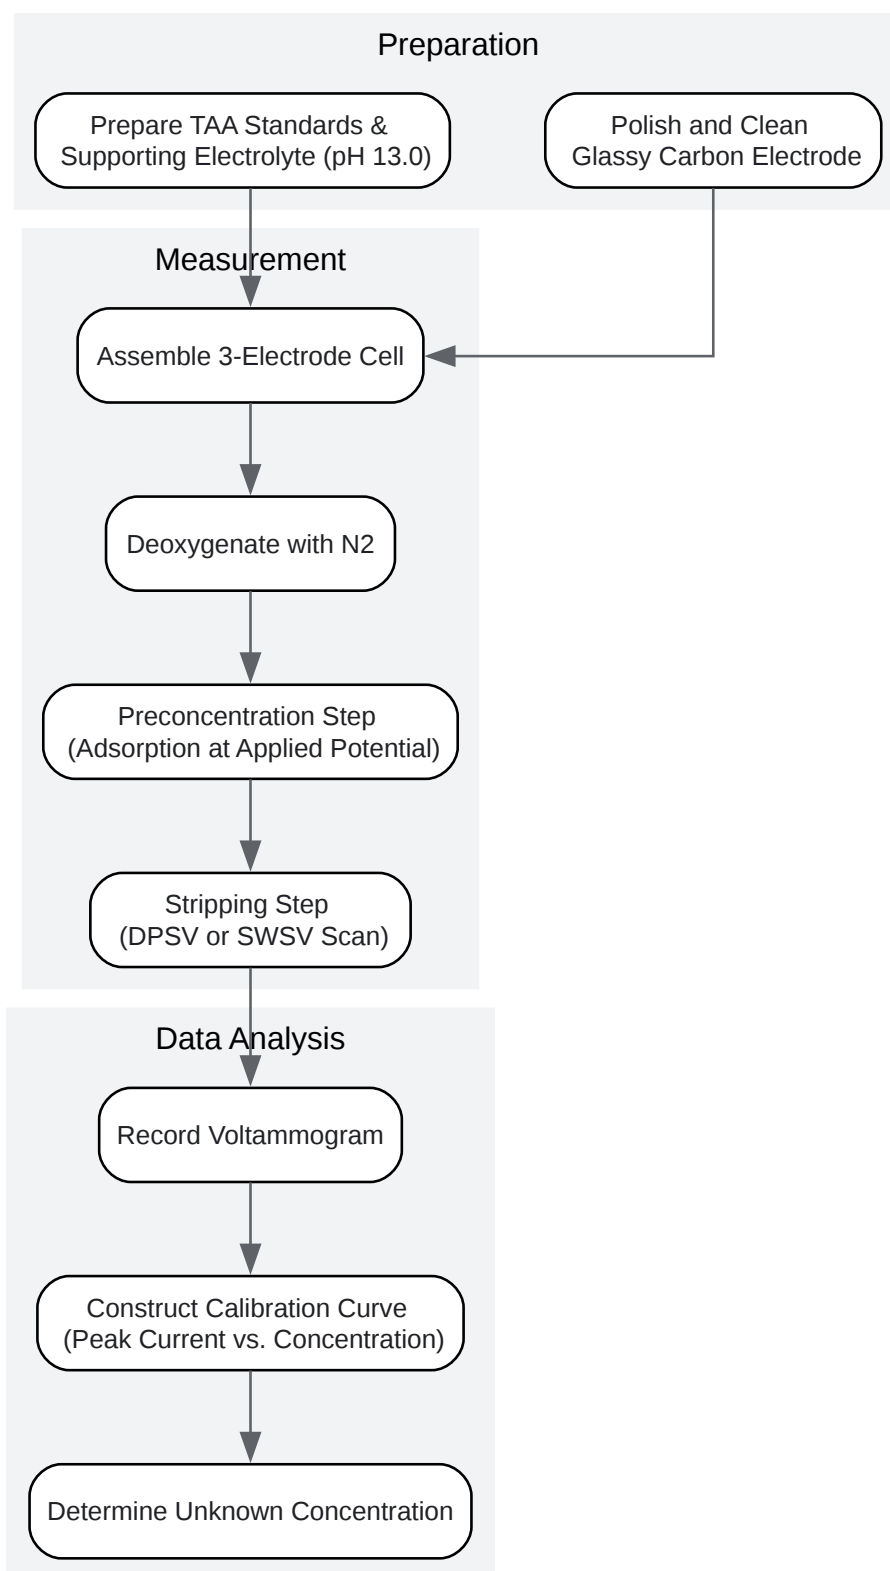 Preparation
Prepare TAA Standards &
Supporting Electrolyte (pH 13.0)
Polish and Clean
Glassy Carbon Electrode
Measurement
Assemble 3-Electrode Cell
Deoxygenate with N2
Preconcentration Step
(Adsorption at Applied Potential)
Stripping Step
(DPSV or SWSV Scan)
Data Analysis
Record Voltammogram
Construct Calibration Curve
(Peak Current vs. Concentration)
Determine Unknown Concentration